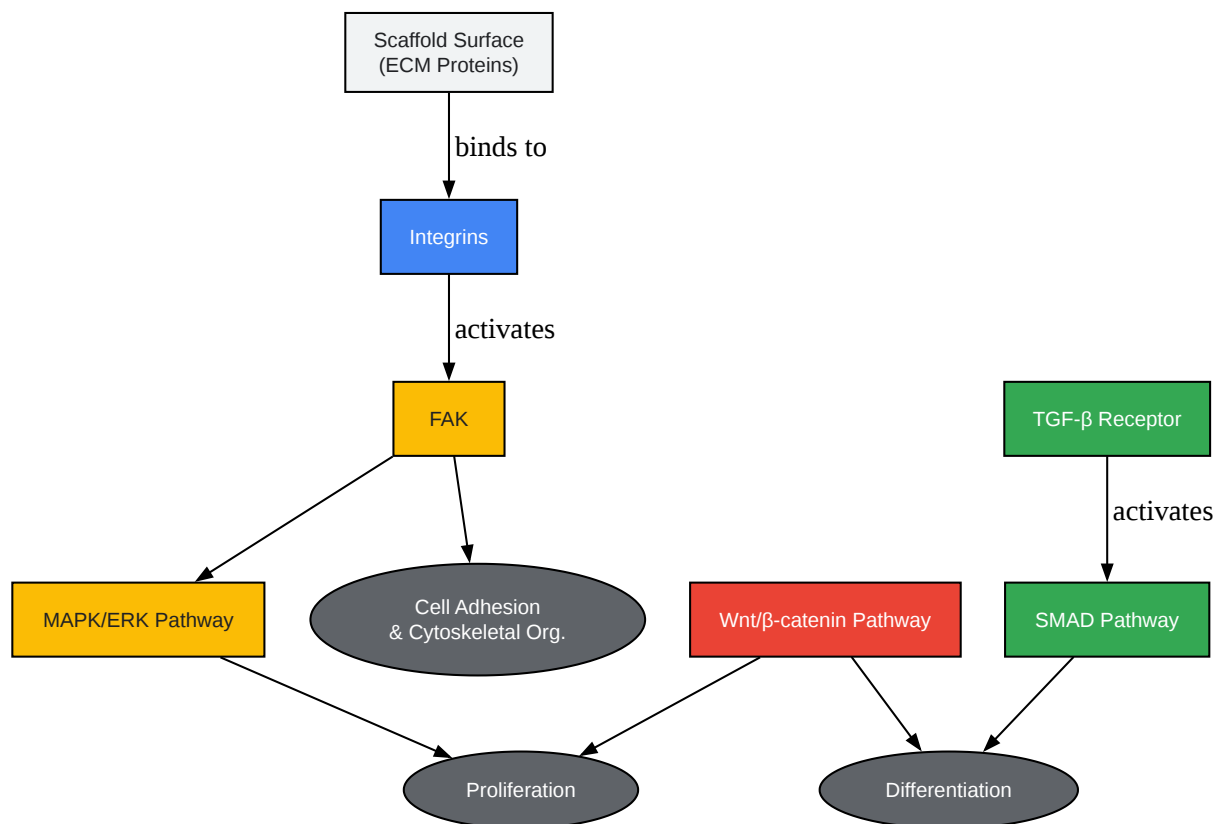 Scaffold Surface
(ECM Proteins)
binds to
Integrins
activates
FAK
TGF-β Receptor
activates
MAPK/ERK Pathway
Cell Adhesion
& Cytoskeletal Org.
Wnt/β-catenin Pathway
SMAD Pathway
Proliferation
Differentiation